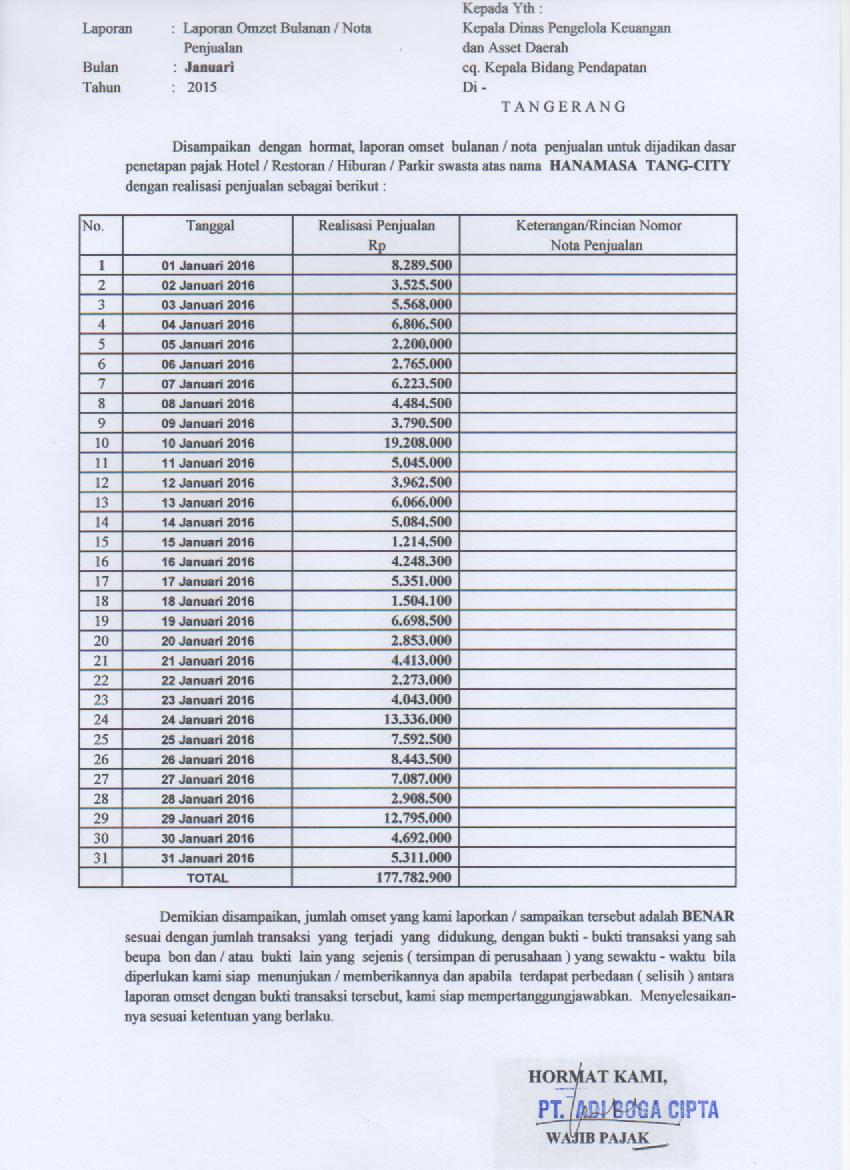 Kepada Yth :
Laporan : Laporan Omzet Bulanan / Nota Kepala Dinas Pengelola Keuangan
Penjualan dan Asset Daerah
Bulan : Januari cq. Kepala Bidang Pendapatan
Tahun : 2015 Di -
T A N G E R A N G
Disampaikan dengan hormat, laporan omset bulanan / nota penjualan untuk dijadikan dasar
penetapan pajak Hotel / Restoran / Hiburan / Parkir swasta atas nama HANAMASA TANG-CITY
dengan realisasi penjualan sebagai berikut :
No. Tanggal Realisasi Penjualan Keterangan/Rincian Nomor
Rp Nota Penjualan
1 01 Januari 2016 8.289.500
2 02 Januari 2016 3.525.500
3 03 Januari 2016 5.568.000
4 04 Januari 2016 6.806.500
5 05 Januari 2016 2.200.000
6 06 Januari 2016 2.765.000
7 07 Januari 2016 6.223.500
8 08 Januari 2016 4.484.500
9 09 Januari 2016 3.790.500
10 10 Januari 2016 19.208.000
11 11 Januari 2016 5.045.000
12 12 Januari 2016 3.962.500
13 13 Januari 2016 6.066.000
14 14 Januari 2016 5.084.500
15 15 Januari 2016 1.214.500
16 16 Januari 2016 4.248.300
17 17 Januari 2016 5.351.000
18 18 Januari 2016 1.504.100
19 19 Januari 2016 6.698.500
20 20 Januari 2016 2.853.000
21 21 Januari 2016 4.413.000
22 22 Januari 2016 2.273.000
23 23 Januari 2016 4.043.000
24 24 Januari 2016 13.336.000
25 25 Januari 2016 7.592.500
26 26 Januari 2016 8.443.500
27 27 Januari 2016 7.087.000
28 28 Januari 2016 2.908.500
29 29 Januari 2016 12.795.000
30 30 Januari 2016 4.692.000
31 31 Januari 2016 5.311.000
TOTAL 177.782.900
Demikian disampaikan, jumlah omset yang kami laporkan / sampaikan tersebut adalah BENAR
sesuai dengan jumlah transaksi yang terjadi yang didukung, dengan bukti - bukti transaksi yang sah
beupa bon dan / atau bukti lain yang sejenis ( tersimpan di perusahaan ) yang sewaktu - waktu bila
diperlukan kami siap menunjukan / memberikannya dan apabila terdapat perbedaan ( selisih ) antara
laporan omset dengan bukti transaksi tersebut, kami siap mempertanggungjawabkan. Menyelesaikan-
nya sesuai ketentuan yang berlaku.
HORMAT KAMI,
PT. ADI BOGA CIPTA
WAJIB PAJAK